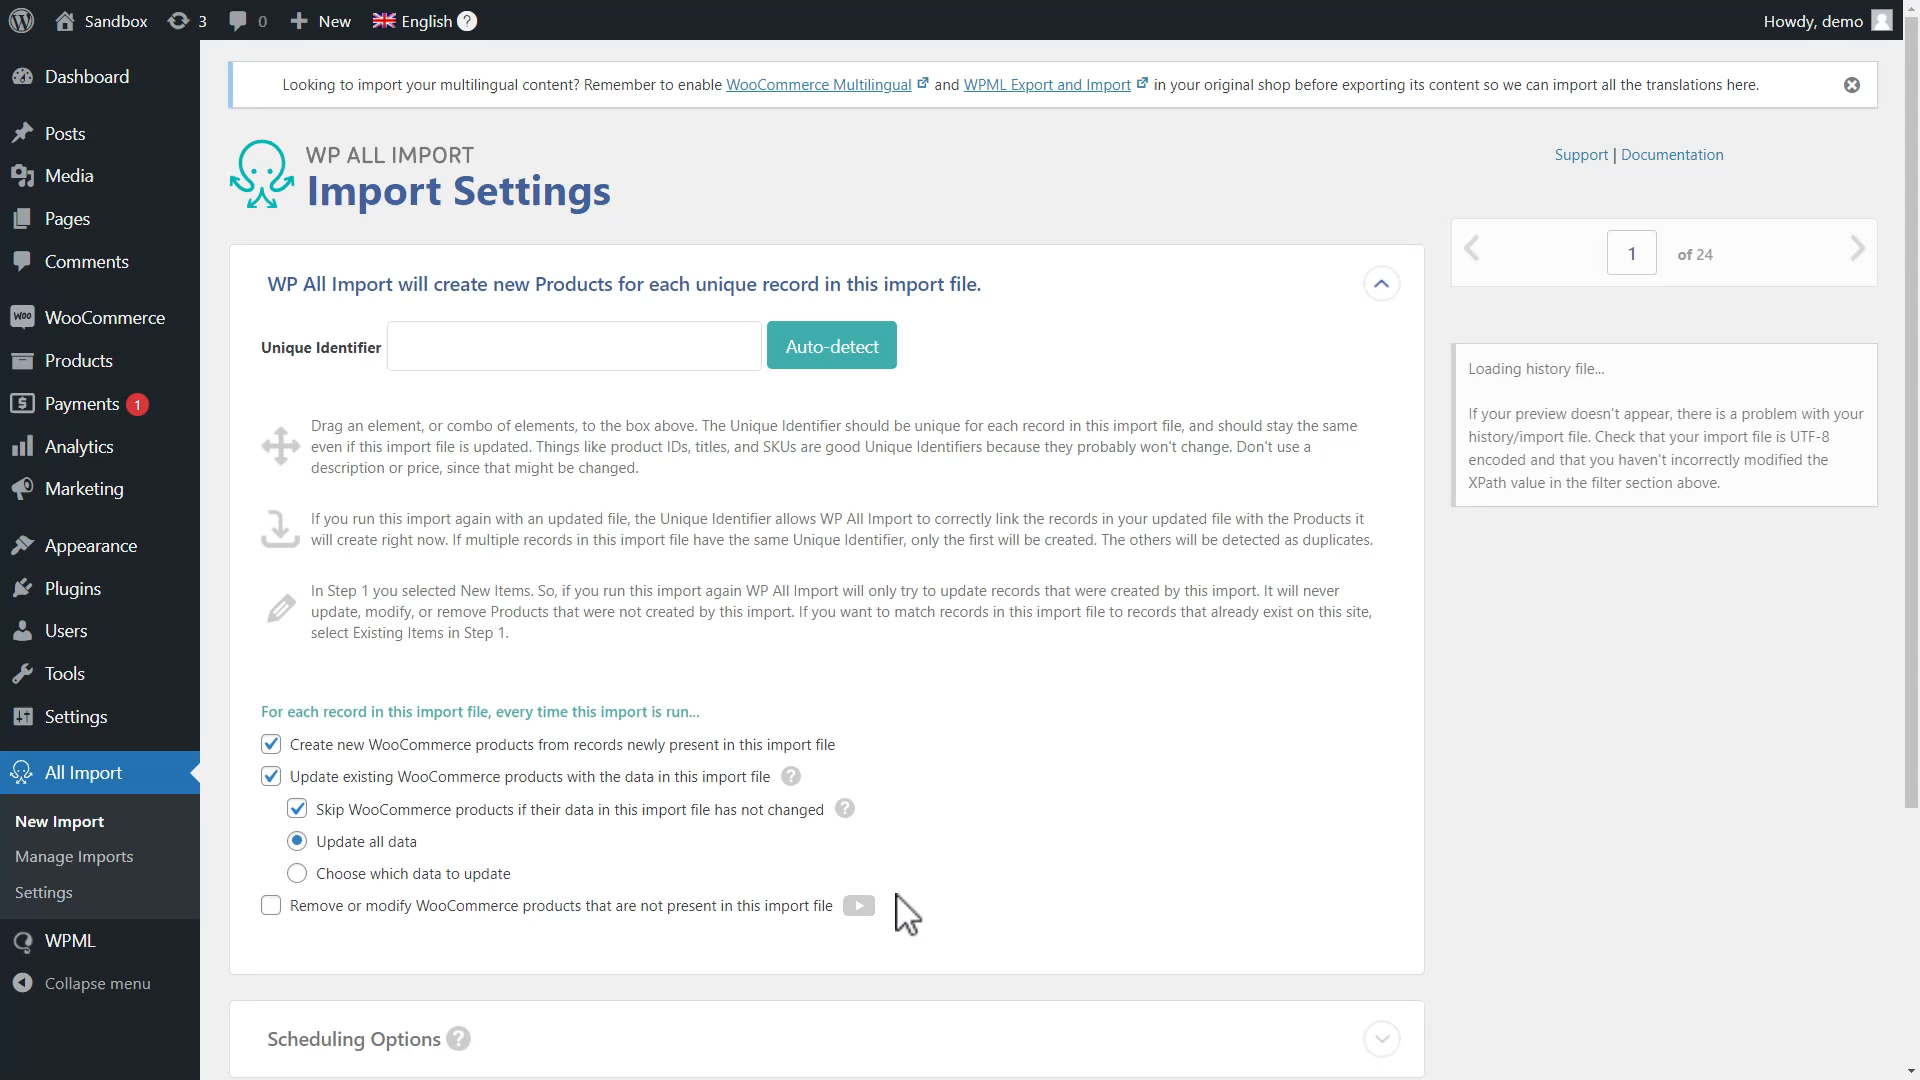 Sandbox 3 0 New English ? Howdy, demo
Dashboard
Posts
Media
Pages
Comments
WooCommerce
Products
Payments 1
Analytics
Marketing
Appearance
Plugins
Users
Tools
Settings
All Import
New Import
Manage Imports
Settings
WPML
Collapse menu
Looking to import your multilingual content? Remember to enable WooCommerce Multilingual and WPML Export and Import in your original shop before exporting its content so we can import all the translations here.
WP ALL IMPORT
Import Settings
Support | Documentation
WP All Import will create new Products for each unique record in this import file.
Unique Identifier Auto-detect
Drag an element, or combo of elements, to the box above. The Unique Identifier should be unique for each record in this import file, and should stay the same
even if this import file is updated. Things like product IDs, titles, and SKUs are good Unique Identifiers because they probably won't change. Don't use a
description or price, since that might be changed.
If you run this import again with an updated file, the Unique Identifier allows WP All Import to correctly link the records in your updated file with the Products it
will create right now. If multiple records in this import file have the same Unique Identifier, only the first will be created. The others will be detected as duplicates.
In Step 1 you selected New Items. So, if you run this import again WP All Import will only try to update records that were created by this import. It will never
update, modify, or remove Products that were not created by this import. If you want to match records in this import file to records that already exist on this site,
select Existing Items in Step 1.
For each record in this import file, every time this import is run...
Create new WooCommerce products from records newly present in this import file
Update existing WooCommerce products with the data in this import file ?
Skip WooCommerce products if their data in this import file has not changed ?
Update all data
Choose which data to update
Remove or modify WooCommerce products that are not present in this import file
Scheduling Options ?
1 of 24
Loading history file...
If your preview doesn't appear, there is a problem with your
history/import file. Check that your import file is UTF-8
encoded and that you haven't incorrectly modified the
XPath value in the filter section above.